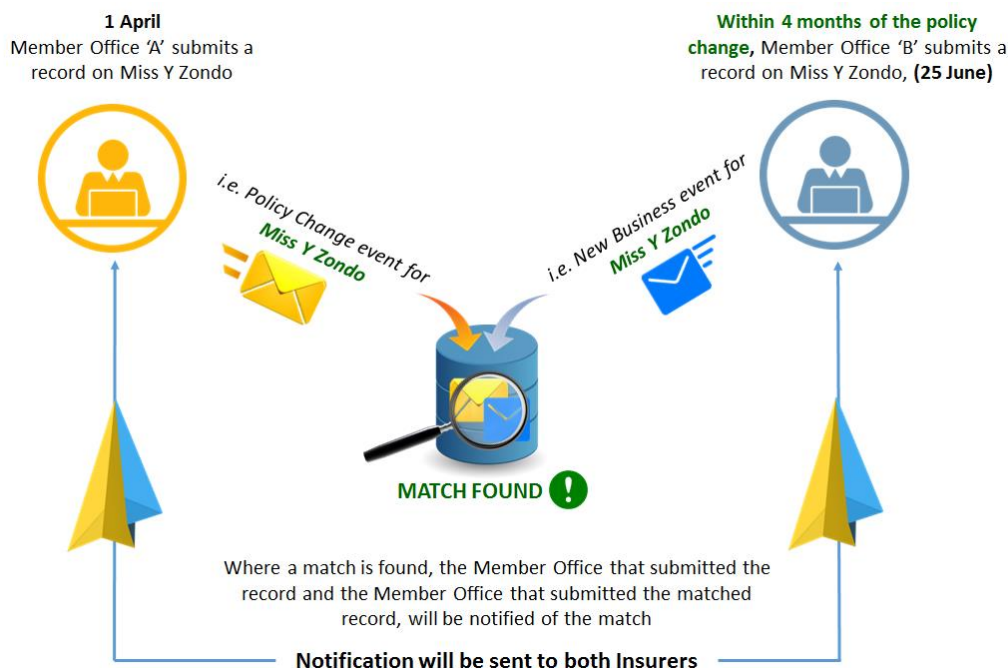 1 April
Member Office ‘A’ submits a
record on Miss Y Zondo
Within 4 months of the policy
change, Member Office ‘B’ submits a
record on Miss Y Zondo, (25 June)
i.e. Policy Change event for
Miss Y Zondo
i.e. New Business event for
Miss Y Zondo
MATCH FOUND !
Where a match is found, the Member Office that submitted the
record and the Member Office that submitted the matched
record, will be notified of the match
Notification will be sent to both Insurers